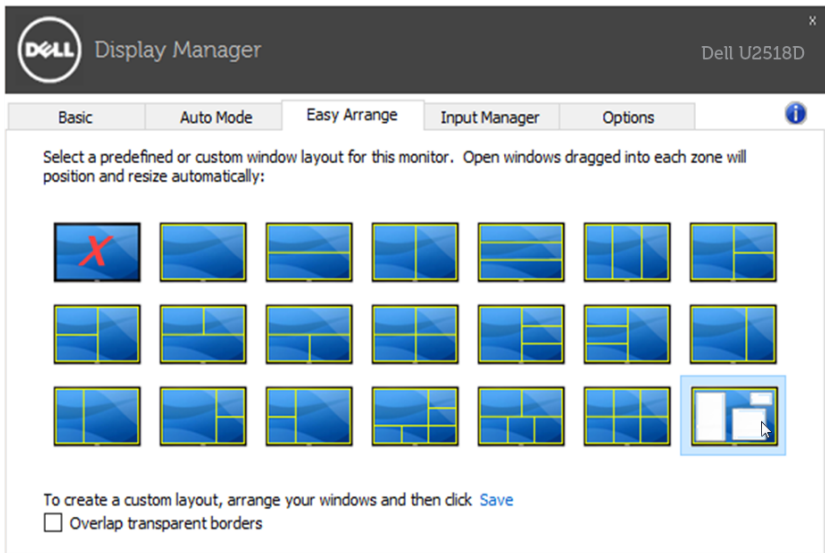 x
DELL Display Manager
Dell U2518D
Basic Auto Mode Easy Arrange Input Manager Options i
Select a predefined or custom window layout for this monitor. Open windows dragged into each zone will
position and resize automatically:
X
To create a custom layout, arrange your windows and then click Save
Overlap transparent borders